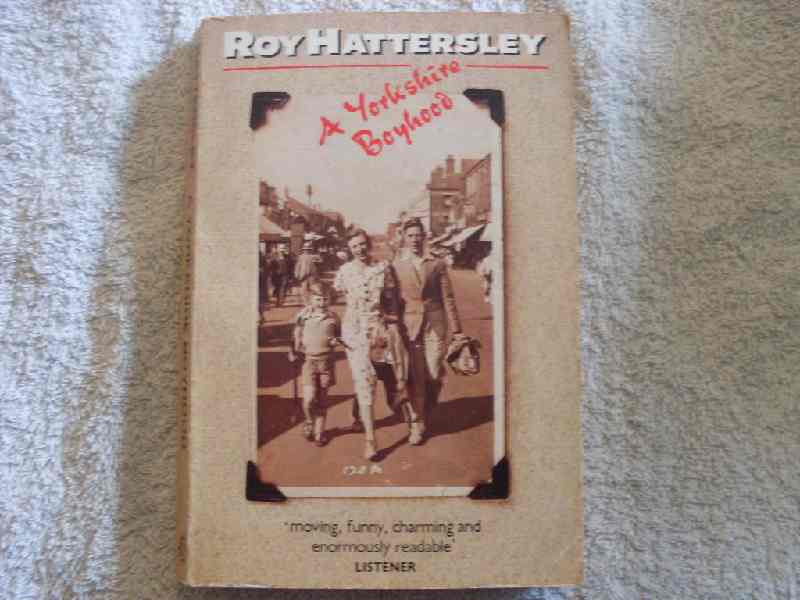 ROY HATTERSLEY
A Yorkshire
Boyhood
'moving, funny, charming and
enormously readable'
LISTENER